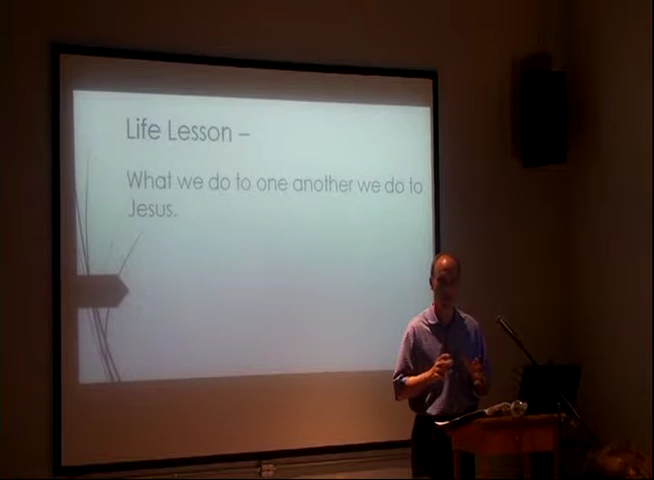 Life Lesson –
What we do to one another we do to
Jesus.